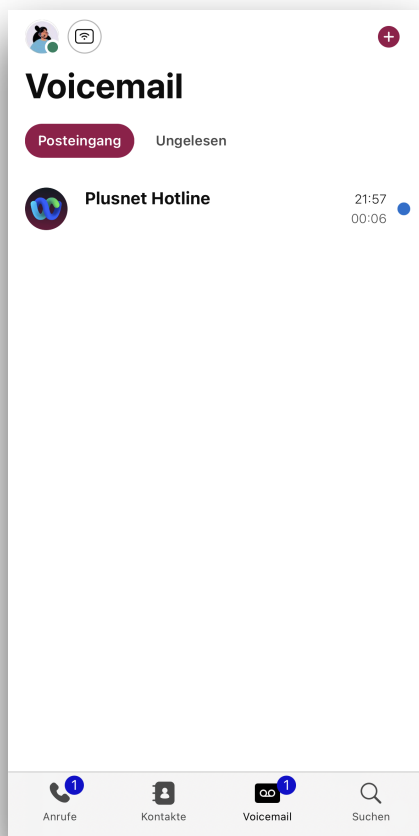 Voicemail
Posteingang Ungelesen
Plusnet Hotline 21:57
00:06
1 1
Anrufe Kontakte Voicemail Suchen